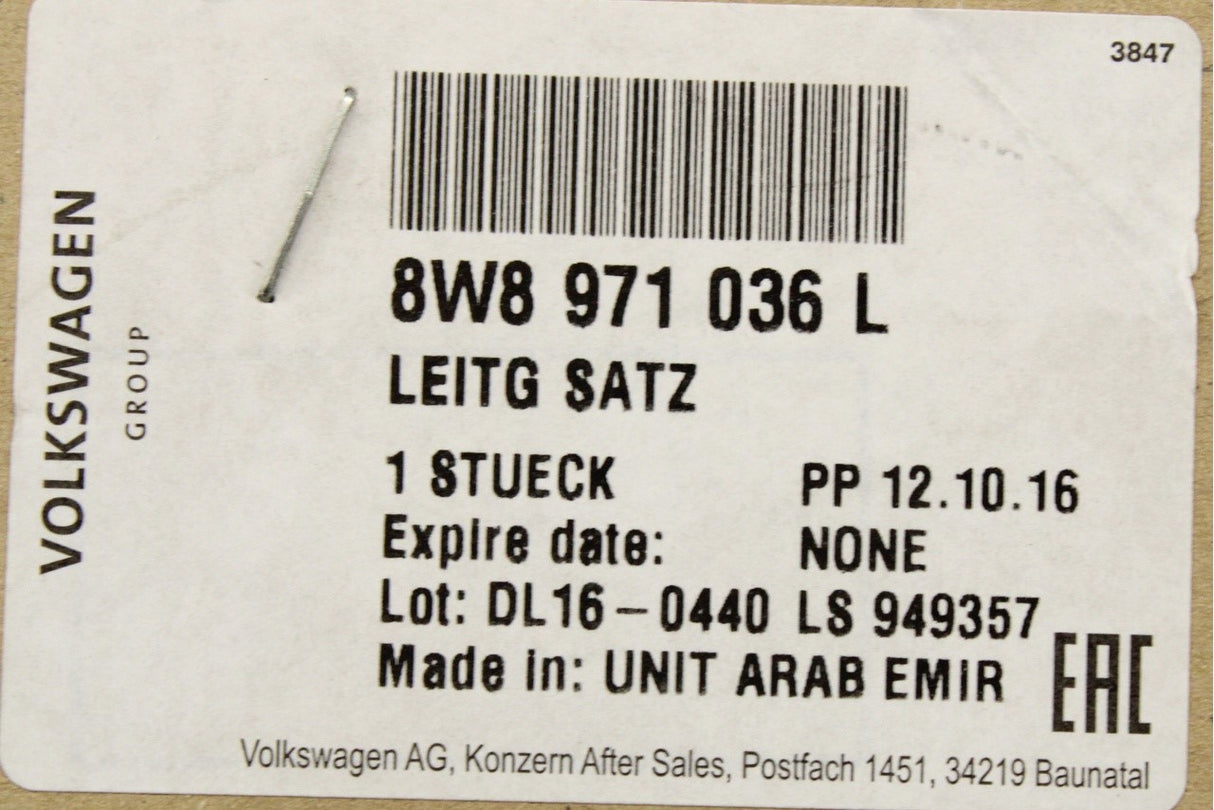 3847
VOLKSWAGEN
GROUP
8W8 971 036 L
LEITG SATZ
1 STUECK PP 12.10.16
Expire date: NONE
Lot: DL16-0440 LS 949357
Made in: UNIT ARAB EMIR
EAC
Volkswagen AG, Konzern After Sales, Postfach 1451, 34219 Baunatal